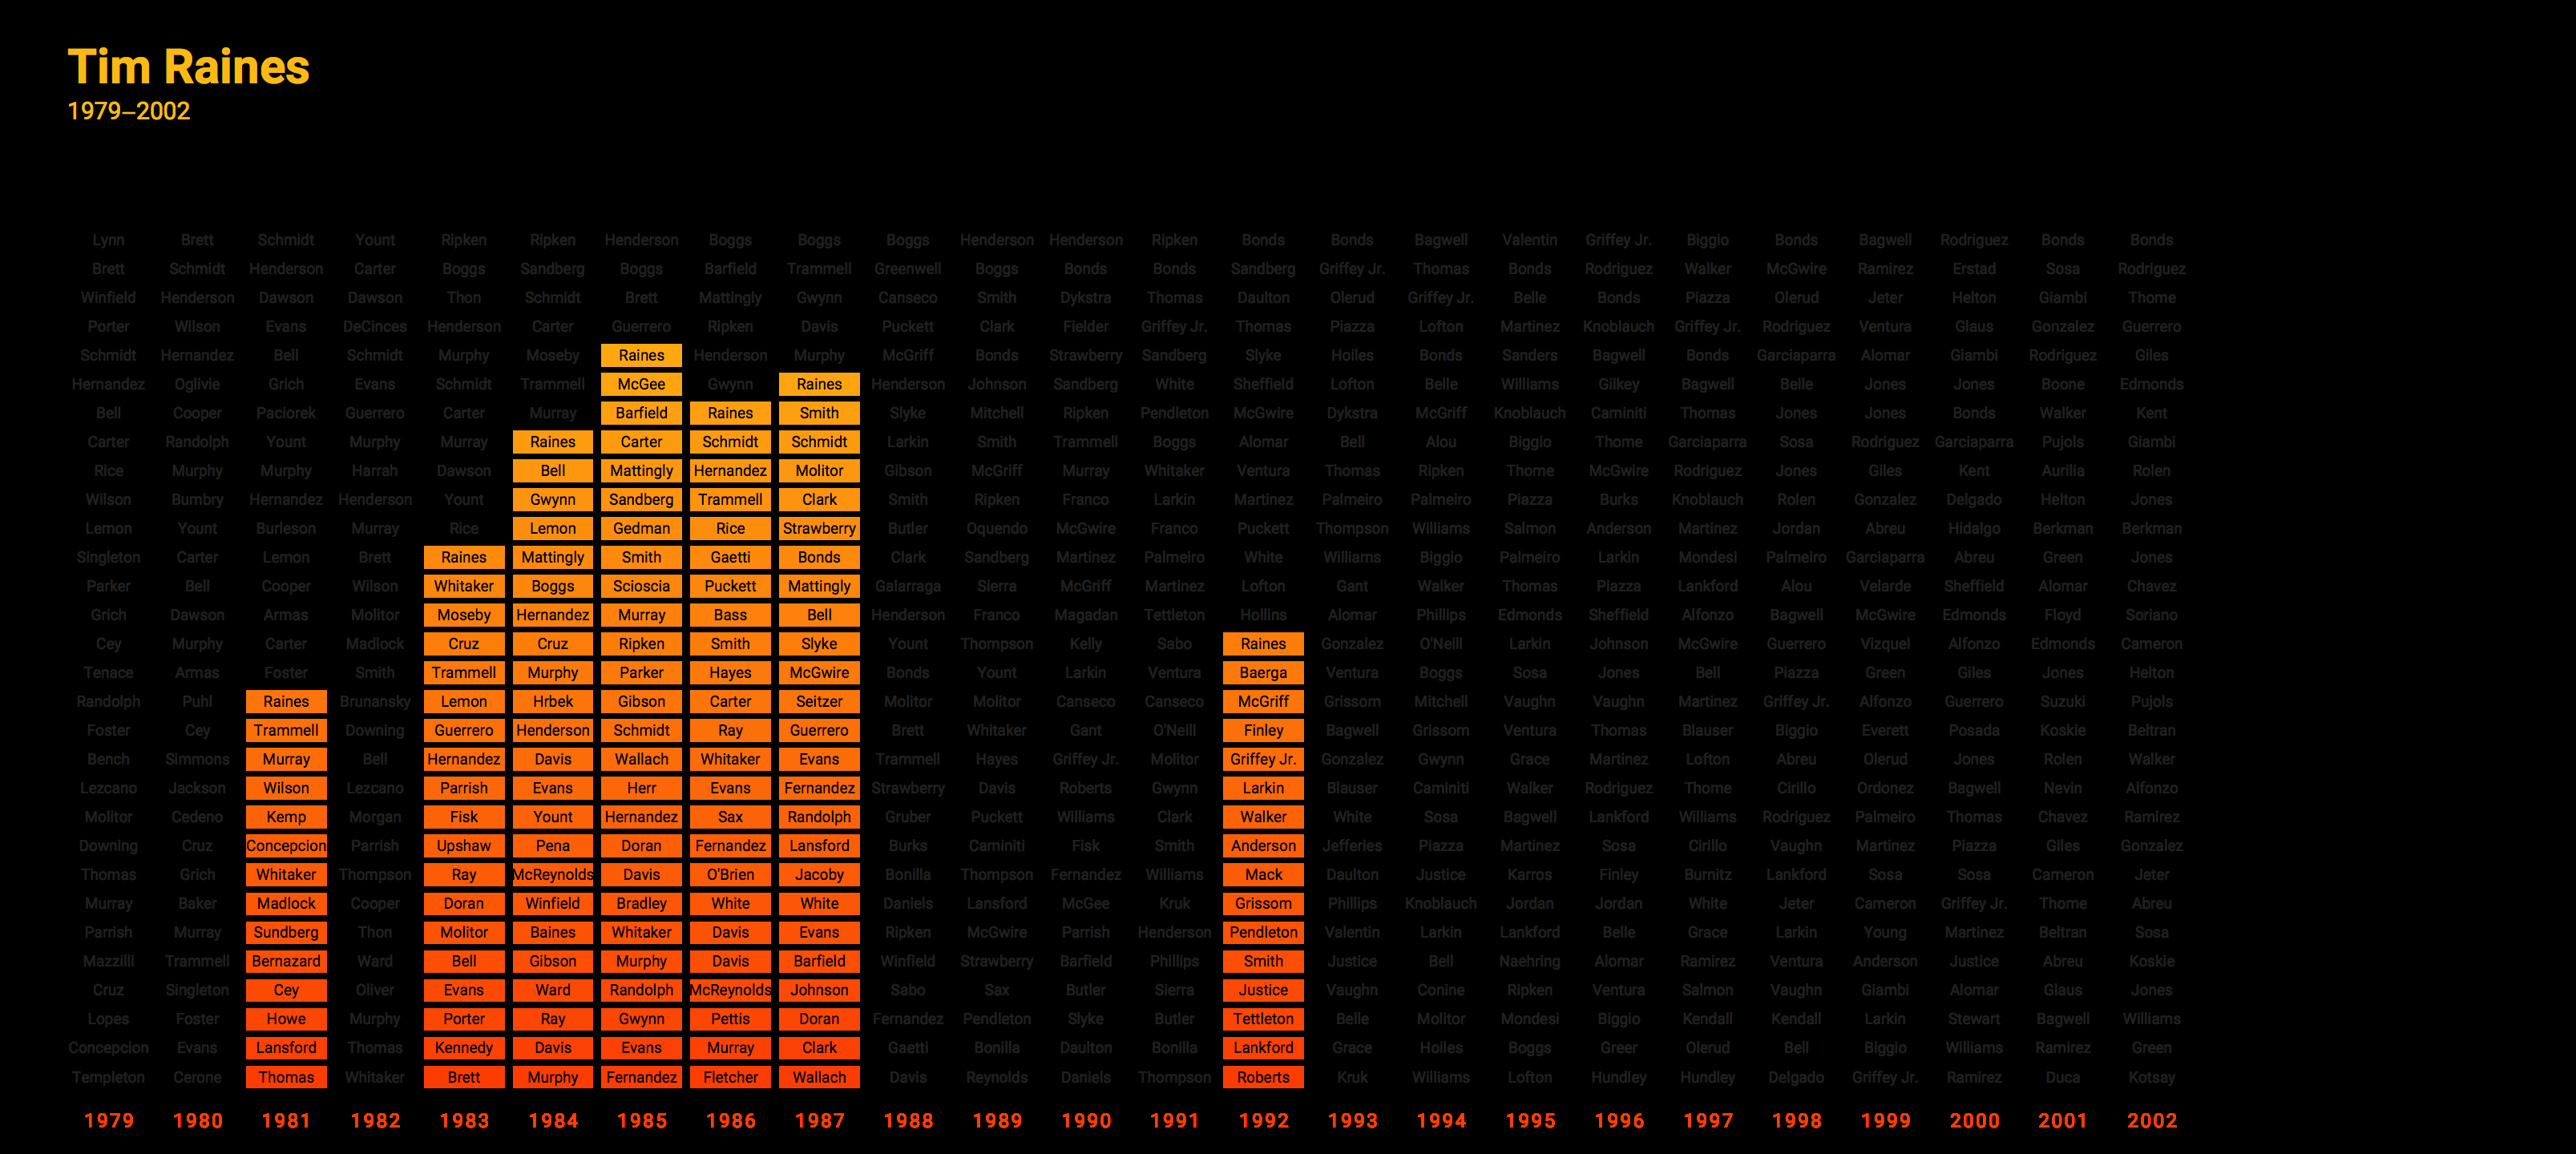 Tim Raines
1979–2002
Lynn Brett Schmidt Yount Ripken Ripken Henderson Boggs Boggs Boggs Henderson Henderson Ripken Bonds Bonds Bagwell Valentin Griffey Jr. Biggio Bonds Bagwell Rodriguez Bonds Bonds
Brett Schmidt Henderson Carter Boggs Sandberg Boggs Barfield Trammell Greenwell Boggs Bonds Bonds Sandberg Griffey Jr. Thomas Bonds Rodriguez Walker McGwire Ramirez Erstad Sosa Rodriguez
Winfield Henderson Dawson Dawson Thon Schmidt Brett Mattingly Gwynn Canseco Smith Dykstra Thomas Daulton Olerud Griffey Jr. Belle Bonds Piazza Olerud Jeter Helton Giambi Thome
Porter Wilson Evans DeCinces Henderson Carter Guerrero Ripken Davis Puckett Clark Fielder Griffey Jr. Thomas Piazza Lofton Martinez Knoblauch Griffey Jr. Rodriguez Ventura Glaus Gonzalez Guerrero
Schmidt Hernandez Bell Schmidt Murphy Moseby Raines Henderson Murphy McGriff Bonds Strawberry Sandberg Slyke Hoiles Bonds Sanders Bagwell Bonds Garciaparra Alomar Giambi Rodriguez Giles
Hernandez Oglivie Grich Evans Schmidt Trammell McGee Gwynn Raines Henderson Johnson Sandberg White Sheffield Lofton Belle Williams Gilkey Bagwell Belle Jones Jones Boone Edmonds
Bell Cooper Paciorek Guerrero Carter Murray Barfield Raines Smith Slyke Mitchell Ripken Pendleton McGwire Dykstra McGriff Knoblauch Caminiti Thomas Jones Jones Bonds Walker Kent
Carter Randolph Yount Murphy Murray Raines Carter Schmidt Schmidt Larkin Smith Trammell Boggs Alomar Bell Alou Biggio Thome Garciaparra Sosa Rodriguez Garciaparra Pujols Giambi
Rice Murphy Murphy Harrah Dawson Bell Mattingly Hernandez Molitor Gibson McGriff Murray Whitaker Ventura Thomas Ripken Thome McGwire Rodriguez Jones Giles Kent Aurilia Rolen
Wilson Bumbry Hernandez Henderson Yount Gwynn Sandberg Trammell Clark Smith Ripken Franco Larkin Martinez Palmeiro Palmeiro Piazza Burks Knoblauch Rolen Gonzalez Delgado Helton Jones
Lemon Yount Burleson Murray Rice Lemon Gedman Rice Strawberry Butler Oquendo McGwire Franco Puckett Thompson Williams Salmon Anderson Martinez Jordan Abreu Hidalgo Berkman Berkman
Singleton Carter Lemon Brett Raines Mattingly Smith Gaetti Bonds Clark Sandberg Martinez Palmeiro White Williams Biggio Palmeiro Larkin Mondesi Palmeiro Garciaparra Abreu Green Jones
Parker Bell Cooper Wilson Whitaker Boggs Scioscia Puckett Mattingly Galarraga Sierra McGriff Martinez Lofton Gant Walker Thomas Piazza Lankford Alou Velarde Sheffield Alomar Chavez
Grich Dawson Armas Molitor Moseby Hernandez Murray Bass Bell Henderson Franco Magadan Tettleton Hollins Alomar Phillips Edmonds Sheffield Alfonzo Bagwell McGwire Edmonds Floyd Soriano
Cey Murphy Carter Madlock Cruz Cruz Ripken Smith Slyke Yount Thompson Kelly Sabo Raines Gonzalez O'Neill Larkin Johnson McGwire Guerrero Vizquel Alfonzo Edmonds Cameron
Tenace Armas Foster Smith Trammell Murphy Parker Hayes McGwire Bonds Yount Larkin Ventura Baerga Ventura Boggs Sosa Jones Bell Piazza Green Giles Jones Helton
Randolph Puhl Raines Brunansky Lemon Hrbek Gibson Carter Seitzer Molitor Molitor Canseco Canseco McGriff Grissom Mitchell Vaughn Vaughn Martinez Griffey Jr. Alfonzo Guerrero Suzuki Pujols
Foster Cey Trammell Downing Guerrero Henderson Schmidt Ray Guerrero Brett Whitaker Gant O'Neill Finley Bagwell Grissom Ventura Thomas Blauser Biggio Everett Posada Koskie Beltran
Bench Simmons Murray Bell Hernandez Davis Wallach Whitaker Evans Trammell Hayes Griffey Jr. Molitor Griffey Jr. Gonzalez Gwynn Grace Martinez Lofton Abreu Olerud Jones Rolen Walker
Lezcano Jackson Wilson Lezcano Parrish Evans Herr Evans Fernandez Strawberry Davis Roberts Gwynn Larkin Blauser Caminiti Walker Rodriguez Thome Cirillo Ordonez Bagwell Nevin Alfonzo
Molitor Cedeno Kemp Morgan Fisk Yount Hernandez Sax Randolph Gruber Puckett Williams Clark Walker White Sosa Bagwell Lankford Williams Rodriguez Palmeiro Thomas Chavez Ramirez
Downing Cruz Concepcion Parrish Upshaw Pena Doran Fernandez Lansford Burks Caminiti Fisk Smith Anderson Jefferies Piazza Martinez Sosa Cirillo Vaughn Martinez Piazza Giles Gonzalez
Thomas Grich Whitaker Thompson Ray McReynolds Davis O'Brien Jacoby Bonilla Thompson Fernandez Williams Mack Daulton Justice Karros Finley Burnitz Lankford Sosa Sosa Cameron Jeter
Murray Baker Madlock Cooper Doran Winfield Bradley White White Daniels Lansford McGee Kruk Grissom Phillips Knoblauch Jordan Jordan White Jeter Cameron Griffey Jr. Thome Abreu
Parrish Murray Sundberg Thon Molitor Baines Whitaker Davis Evans Ripken McGwire Parrish Henderson Pendleton Valentin Larkin Lankford Belle Grace Larkin Young Martinez Beltran Sosa
Mazzilli Trammell Bernazard Ward Bell Gibson Murphy Davis Barfield Winfield Strawberry Barfield Phillips Smith Justice Bell Naehring Alomar Ramirez Ventura Anderson Justice Abreu Koskie
Cruz Singleton Cey Oliver Evans Ward Randolph McReynolds Johnson Sabo Sax Butler Sierra Justice Vaughn Conine Ripken Ventura Salmon Vaughn Giambi Alomar Glaus Jones
Lopes Foster Howe Murphy Porter Ray Gwynn Pettis Doran Fernandez Pendleton Slyke Butler Tettleton Belle Molitor Mondesi Biggio Kendall Kendall Larkin Stewart Bagwell Williams
Concepcion Evans Lansford Thomas Kennedy Davis Evans Murray Clark Gaetti Bonilla Daulton Bonilla Lankford Grace Hoiles Boggs Greer Olerud Bell Biggio Williams Ramirez Green
Templeton Cerone Thomas Whitaker Brett Murphy Fernandez Fletcher Wallach Davis Reynolds Daniels Thompson Roberts Kruk Williams Lofton Hundley Hundley Delgado Griffey Jr. Ramirez Duca Kotsay
1979 1980 1981 1982 1983 1984 1985 1986 1987 1988 1989 1990 1991 1992 1993 1994 1995 1996 1997 1998 1999 2000 2001 2002